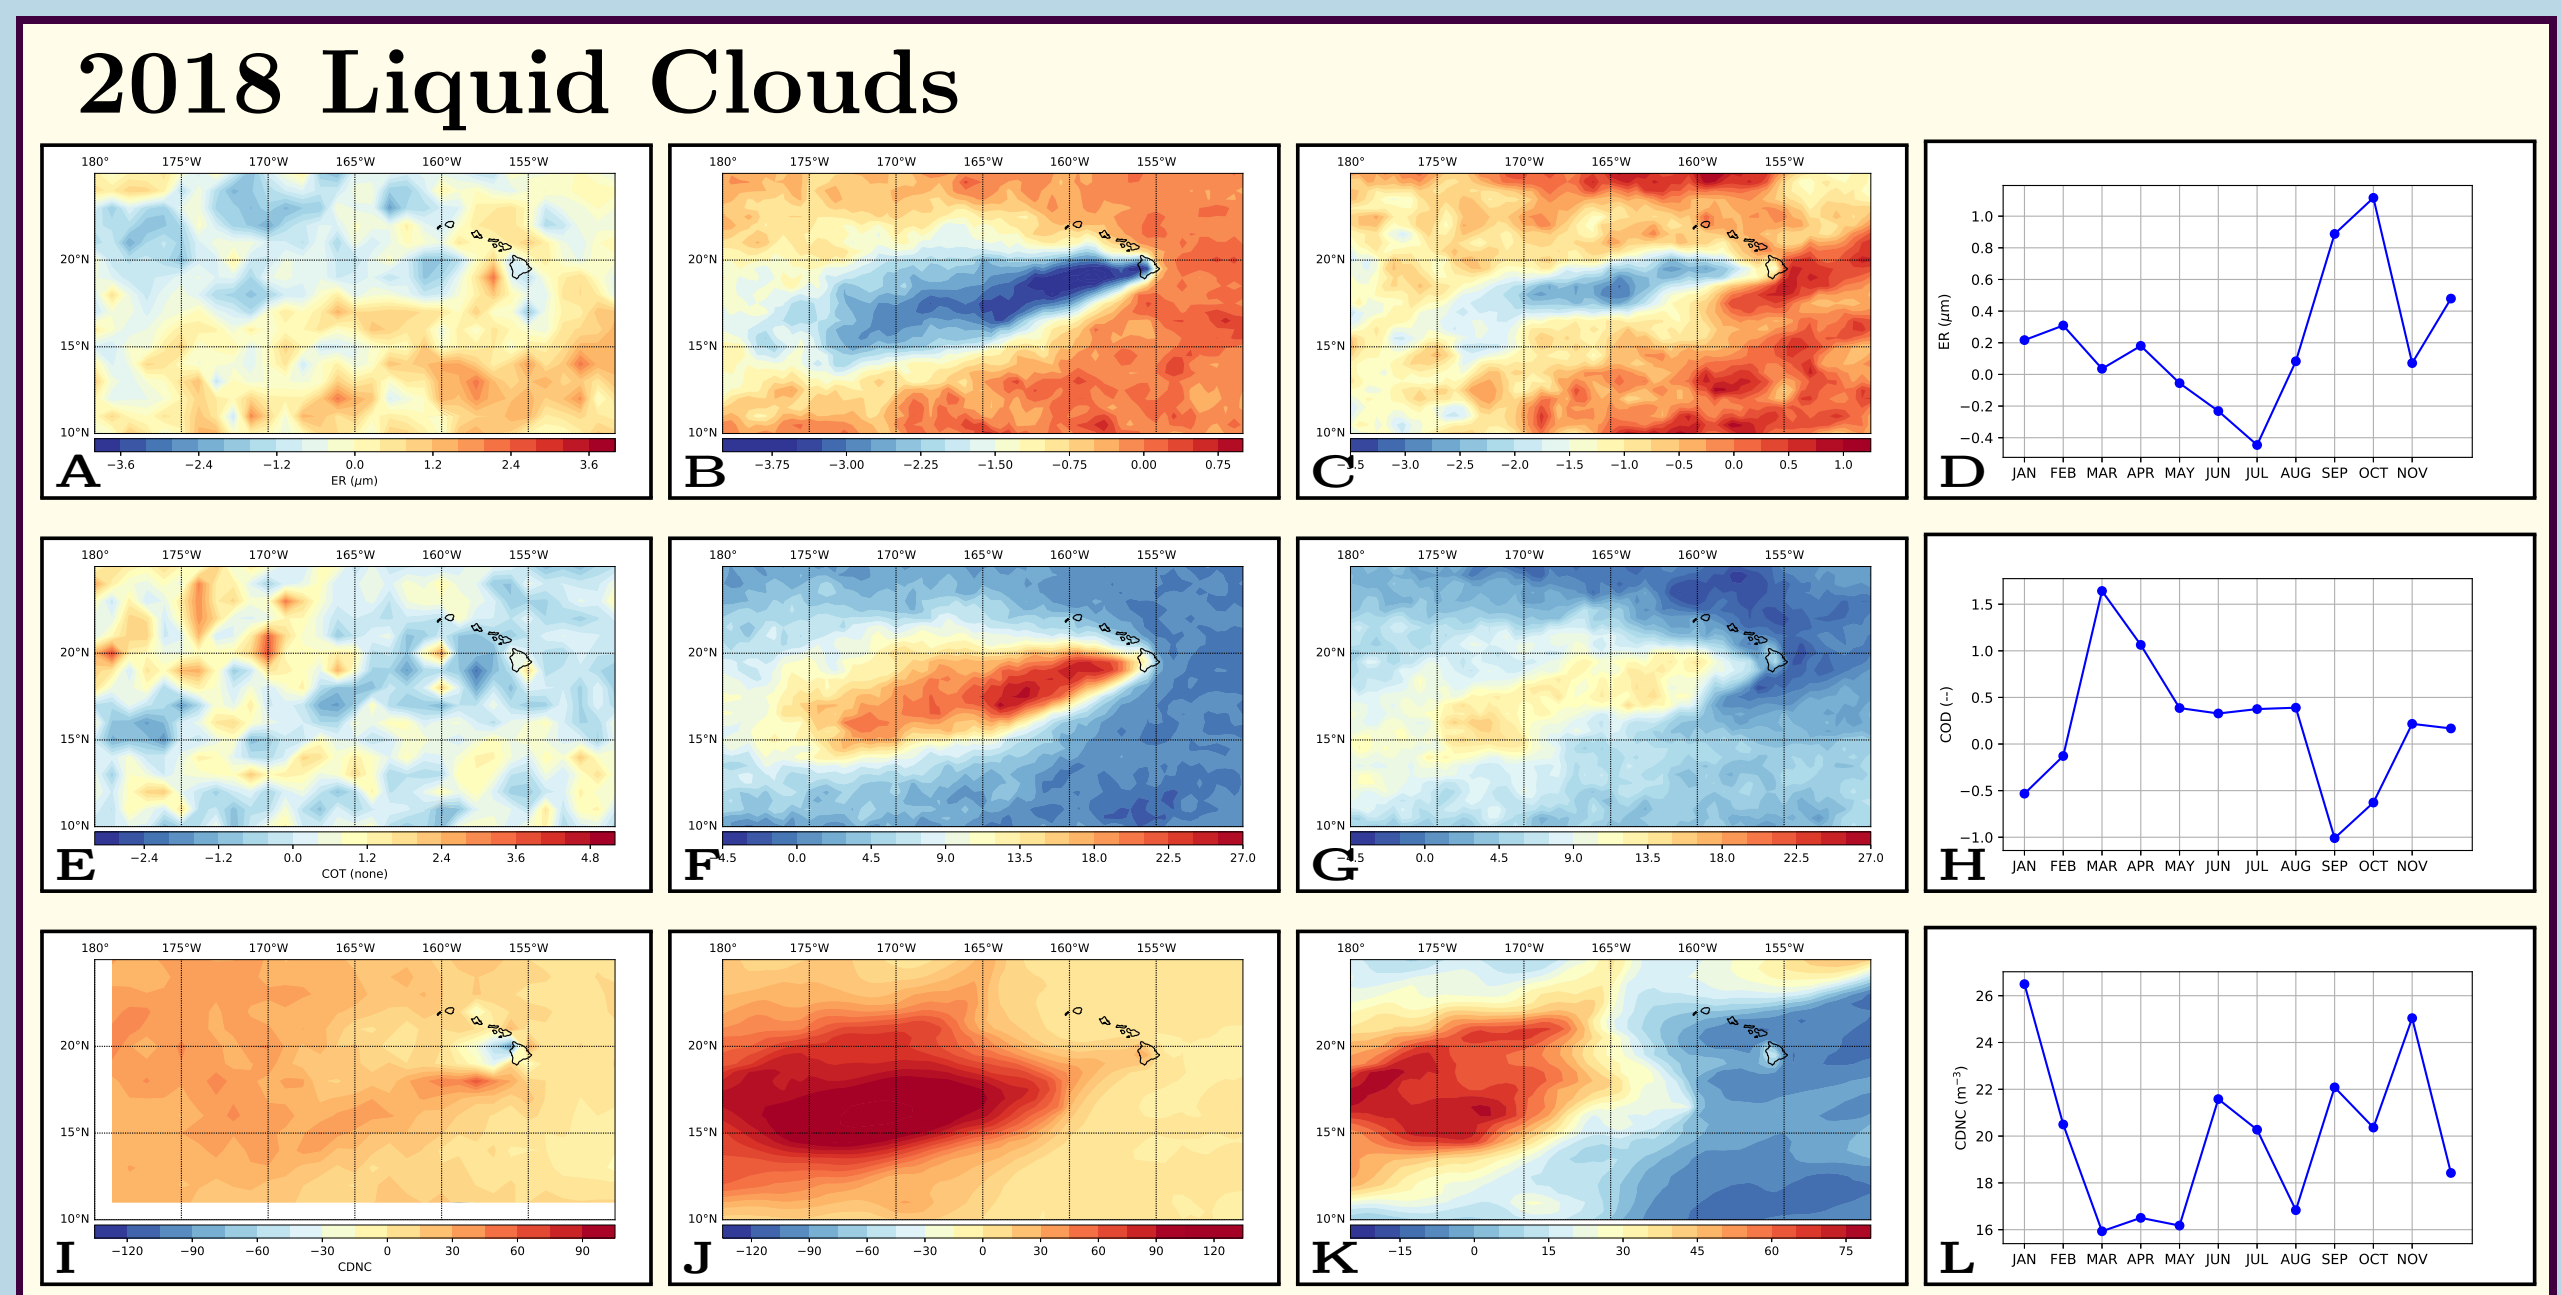 2018 Liquid Clouds
180° 175°W 170°W 165°W 160°W 155°W
20°N
15°N
10°N
−3.6 −2.4 −1.2 0.0 1.2 2.4 3.6
ER (μm)
A
180° 175°W 170°W 165°W 160°W 155°W
20°N
15°N
10°N
−3.75 −3.00 −2.25 −1.50 −0.75 0.00 0.75
B
180° 175°W 170°W 165°W 160°W 155°W
20°N
15°N
10°N
−3.0 −2.5 −2.0 −1.5 −1.0 −0.5 0.0 0.5 1.0
C
ER (μm)
1.0
0.8
0.6
0.4
0.2
0.0
−0.2
−0.4
JAN FEB MAR APR MAY JUN JUL AUG SEP OCT NOV
D
180° 175°W 170°W 165°W 160°W 155°W
20°N
15°N
10°N
−2.4 −1.2 0.0 1.2 2.4 3.6 4.8
COT (none)
E
180° 175°W 170°W 165°W 160°W 155°W
20°N
15°N
10°N
−4.5 0.0 4.5 9.0 13.5 18.0 22.5 27.0
F
180° 175°W 170°W 165°W 160°W 155°W
20°N
15°N
10°N
−4.5 0.0 4.5 9.0 13.5 18.0 22.5 27.0
G
COD (--)
1.5
1.0
0.5
0.0
−0.5
−1.0
JAN FEB MAR APR MAY JUN JUL AUG SEP OCT NOV
H
180° 175°W 170°W 165°W 160°W 155°W
20°N
15°N
10°N
−120 −90 −60 −30 0 30 60 90
CDNC
I
180° 175°W 170°W 165°W 160°W 155°W
20°N
15°N
10°N
−120 −90 −60 −30 0 30 60 90 120
J
180° 175°W 170°W 165°W 160°W 155°W
20°N
15°N
10°N
−15 0 15 30 45 60 75
K
CDNC (m⁻³)
26
24
22
20
18
16
JAN FEB MAR APR MAY JUN JUL AUG SEP OCT NOV
L